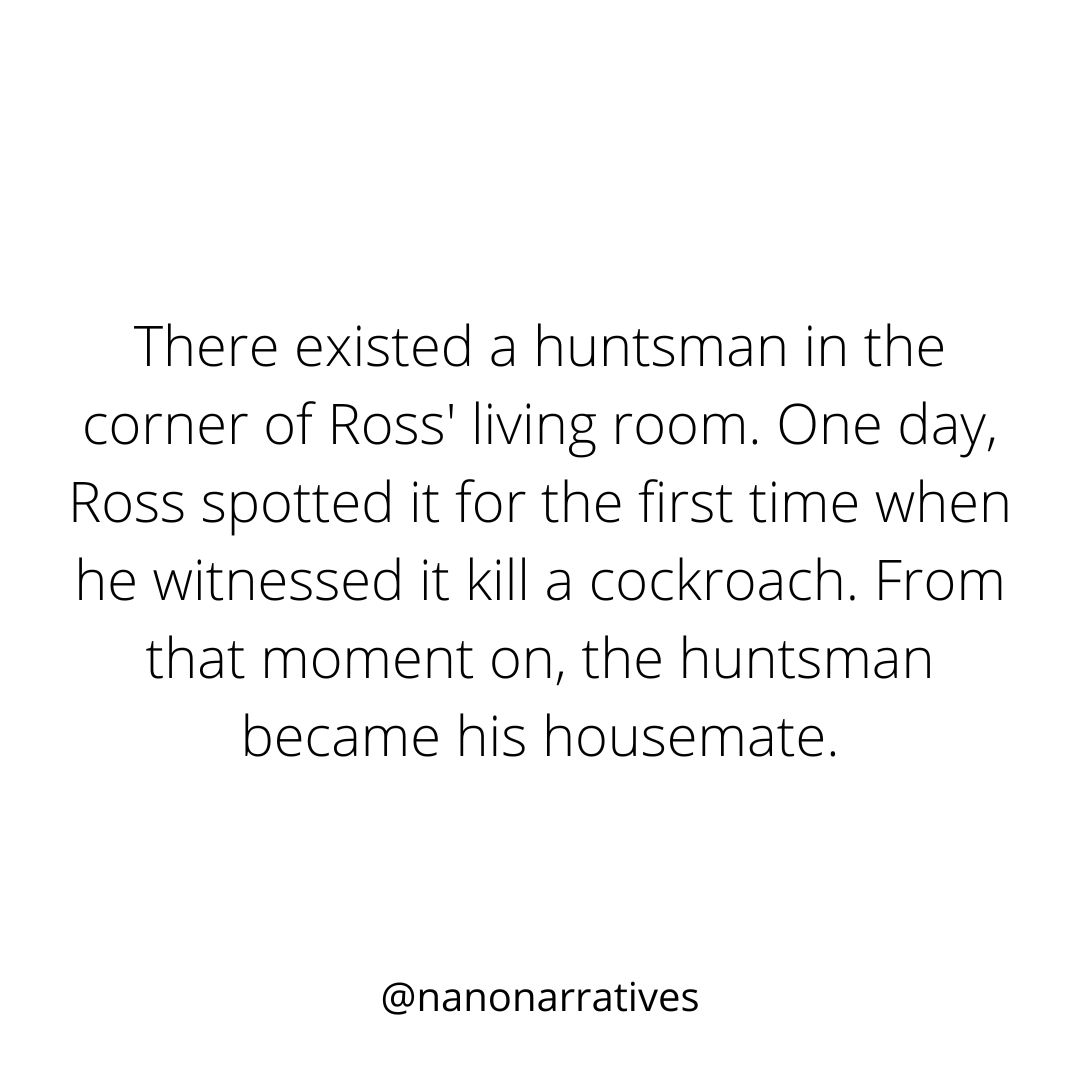 There existed a huntsman in the
corner of Ross' living room. One day,
Ross spotted it for the first time when
he witnessed it kill a cockroach. From
that moment on, the huntsman
became his housemate.
@nanonarratives